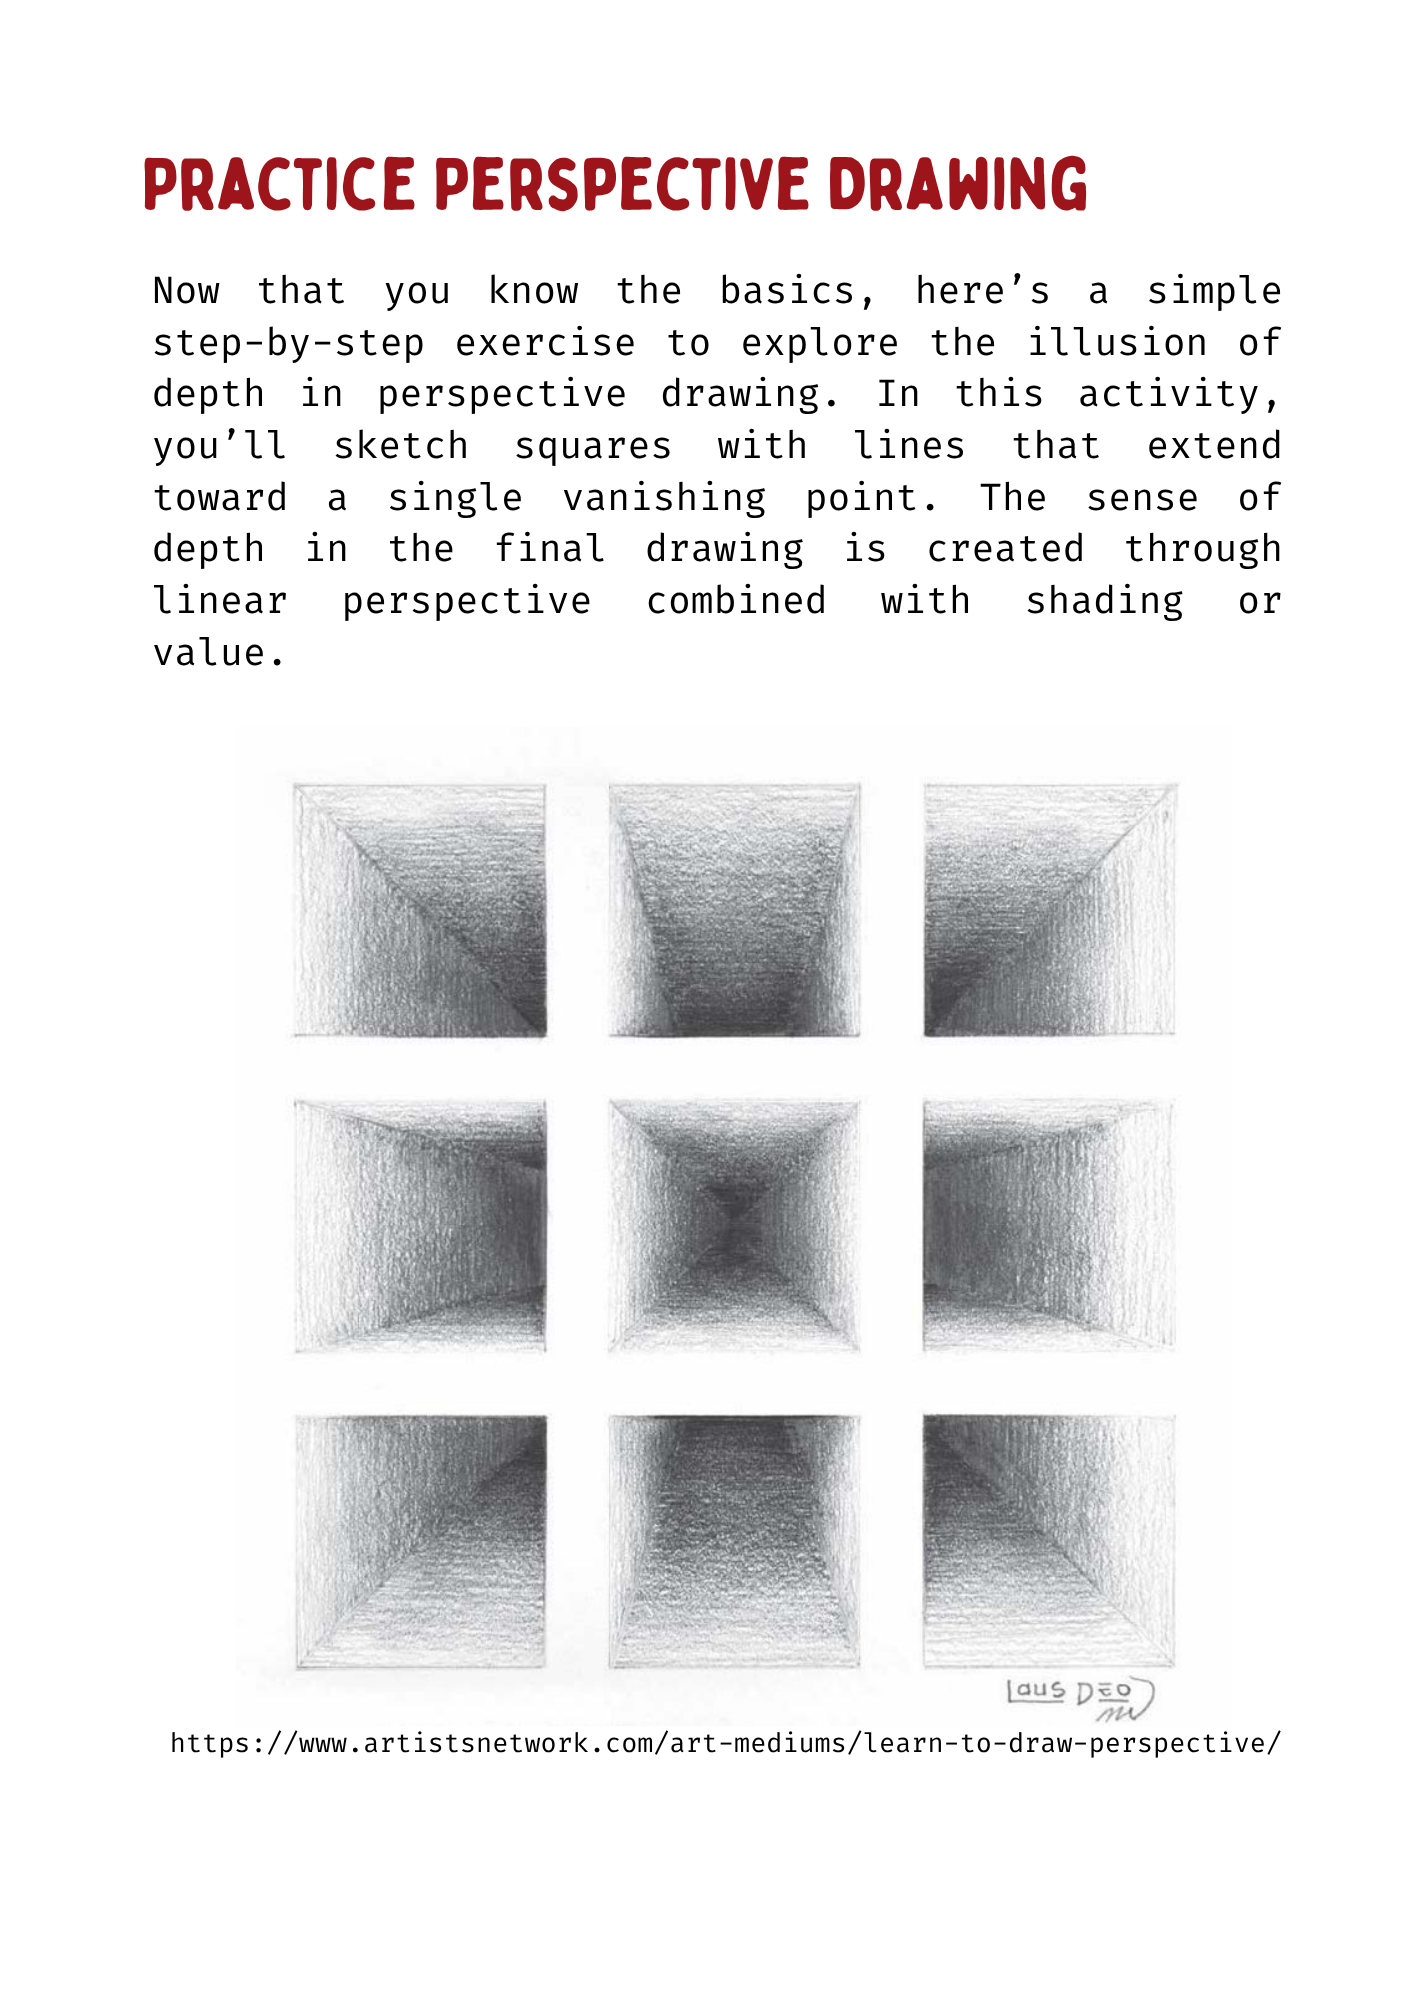 PRACTICE PERSPECTIVE DRAWING
Now that you know the basics, here’s a simple
step-by-step exercise to explore the illusion of
depth in perspective drawing. In this activity,
you’ll sketch squares with lines that extend
toward a single vanishing point. The sense of
depth in the final drawing is created through
linear perspective combined with shading or
value.
Laus DEO
https://www.artistsnetwork.com/art-mediums/learn-to-draw-perspective/